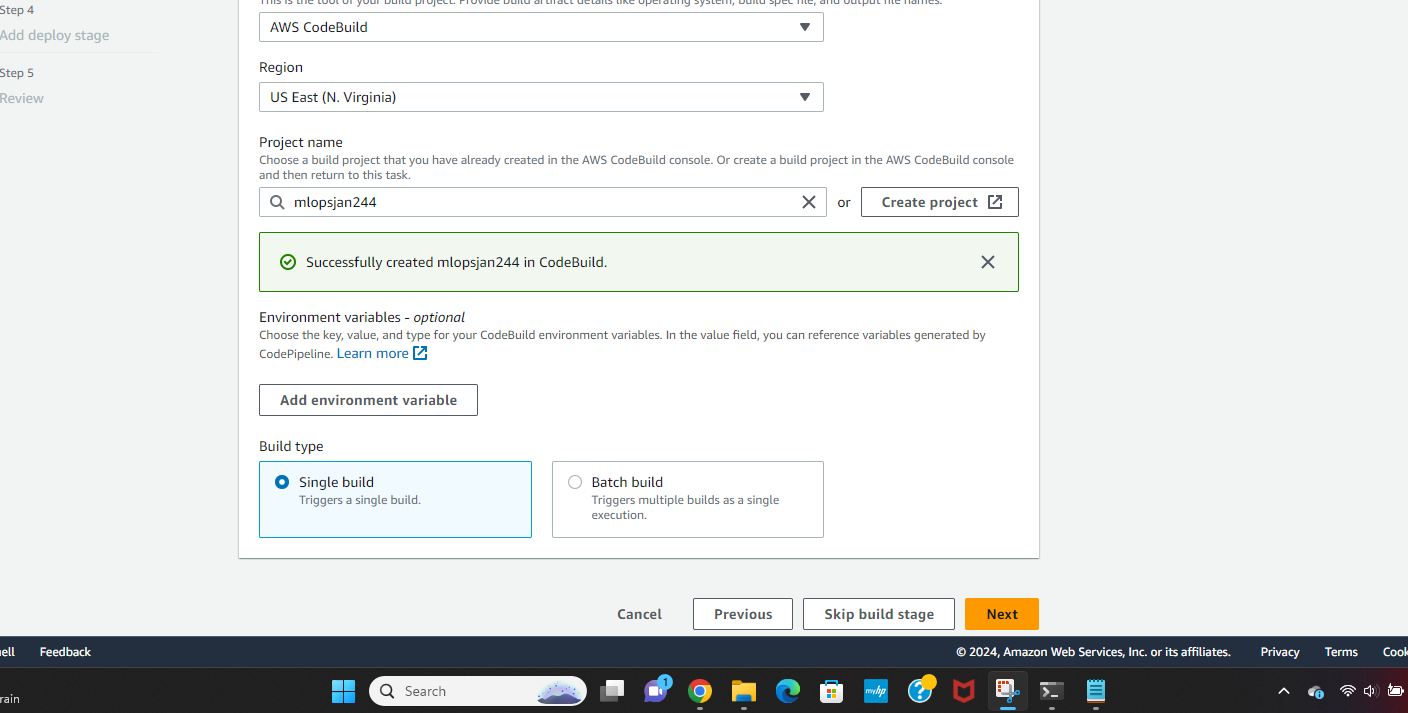 Step 4
Add deploy stage
Step 5
Review
This is the tool of your build project. Provide build artifact details like operating system, build spec file, and output file names.
AWS CodeBuild
Region
US East (N. Virginia)
Project name
Choose a build project that you have already created in the AWS CodeBuild console. Or create a build project in the AWS CodeBuild console
and then return to this task.
mlopsjan244
or
Create project
Successfully created mlopsjan244 in CodeBuild.
Environment variables - optional
Choose the key, value, and type for your CodeBuild environment variables. In the value field, you can reference variables generated by
CodePipeline. Learn more
Add environment variable
Build type
Single build
Triggers a single build.
Batch build
Triggers multiple builds as a single
execution.
Cancel
Previous
Skip build stage
Next
ell
Feedback
© 2024, Amazon Web Services, Inc. or its affiliates.
Privacy
Terms
Cook
rain
Search
1
myhp